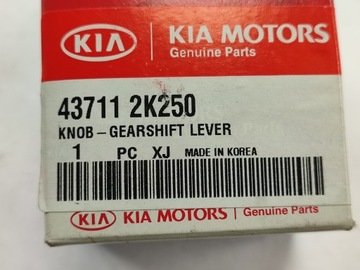 KIA
KIA MOTORS
Genuine Parts
43711 2K250
KNOB-GEARSHIFT LEVER
1 PC XJ MADE IN KOREA
KIA KIA MOTORS Genuine Parts